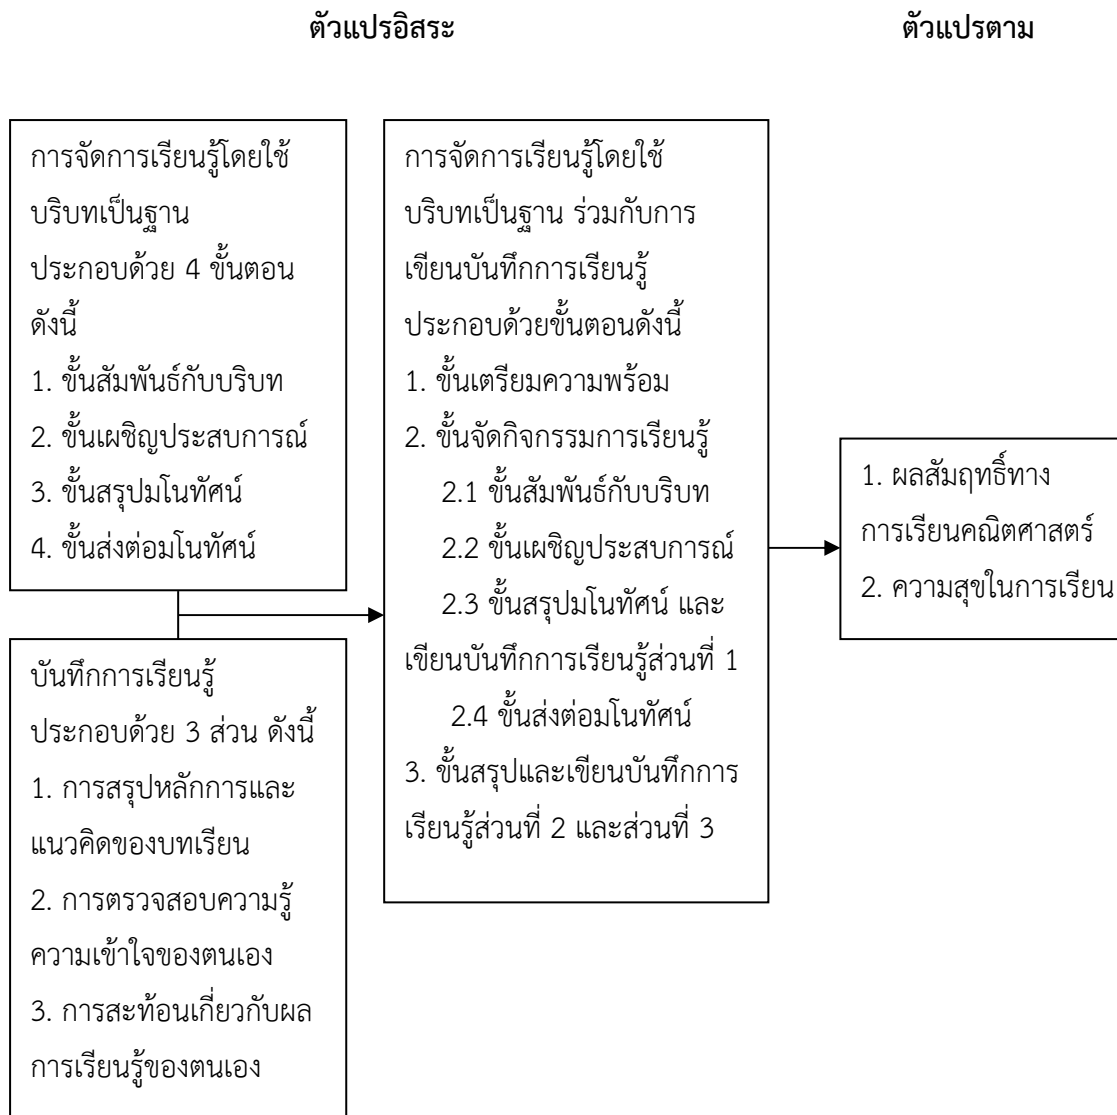 ตัวแปรอิสระ
ตัวแปรตาม
การจัดการเรียนรู้โดยใช้
บริบทเป็นฐาน
ประกอบด้วย 4 ขั้นตอน
ดังนี้
1. ขั้นสัมพันธ์กับบริบท
2. ขั้นเผชิญประสบการณ์
3. ขั้นสรุปมโนทัศน์
4. ขั้นส่งต่อมโนทัศน์
บันทึกการเรียนรู้
ประกอบด้วย 3 ส่วน ดังนี้
1. การสรุปหลักการและ
แนวคิดของบทเรียน
2. การตรวจสอบความรู้
ความเข้าใจของตนเอง
3. การสะท้อนเกี่ยวกับผล
การเรียนรู้ของตนเอง
การจัดการเรียนรู้โดยใช้
บริบทเป็นฐาน ร่วมกับการ
เขียนบันทึกการเรียนรู้
ประกอบด้วยขั้นตอนดังนี้
1. ขั้นเตรียมความพร้อม
2. ขั้นจัดกิจกรรมการเรียนรู้
2.1 ขั้นสัมพันธ์กับบริบท
2.2 ขั้นเผชิญประสบการณ์
2.3 ขั้นสรุปมโนทัศน์ และ
เขียนบันทึกการเรียนรู้ส่วนที่ 1
2.4 ขั้นส่งต่อมโนทัศน์
3. ขั้นสรุปและเขียนบันทึกการ
เรียนรู้ส่วนที่ 2 และส่วนที่ 3
1. ผลสัมฤทธิ์ทาง
การเรียนคณิตศาสตร์
2. ความสุขในการเรียน